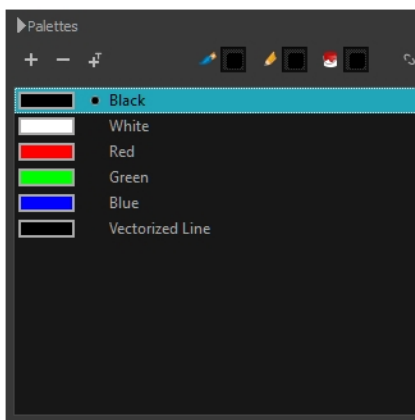 Palettes
Black
White
Red
Green
Blue
Vectorized Line